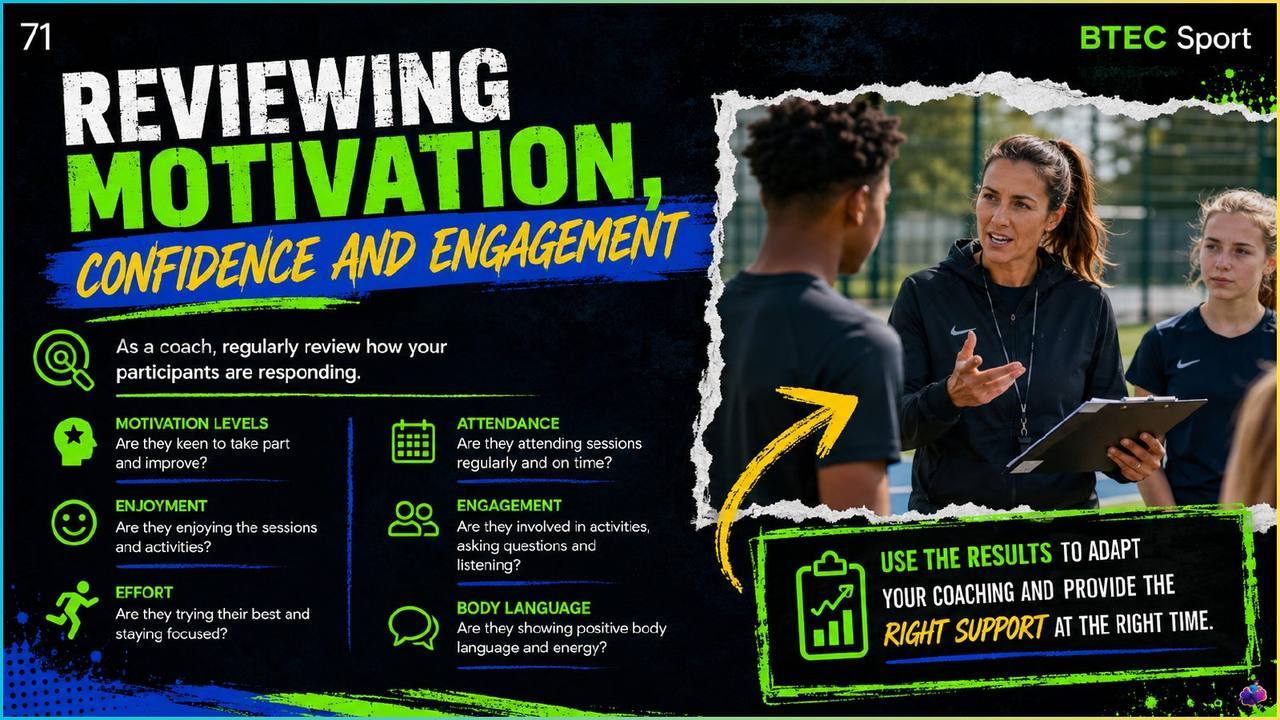 71
BTEC Sport
REVIEWING
MOTIVATION,
CONFIDENCE AND ENGAGEMENT
As a coach, regularly review how your
participants are responding.
MOTIVATION LEVELS
Are they keen to take part
and improve?
ENJOYMENT
Are they enjoying the sessions
and activities?
EFFORT
Are they trying their best and
staying focused?
ATTENDANCE
Are they attending sessions
regularly and on time?
ENGAGEMENT
Are they involved in activities,
asking questions and
listening?
BODY LANGUAGE
Are they showing positive body
language and energy?
USE THE RESULTS TO ADAPT
YOUR COACHING AND PROVIDE THE
RIGHT SUPPORT AT THE RIGHT TIME.